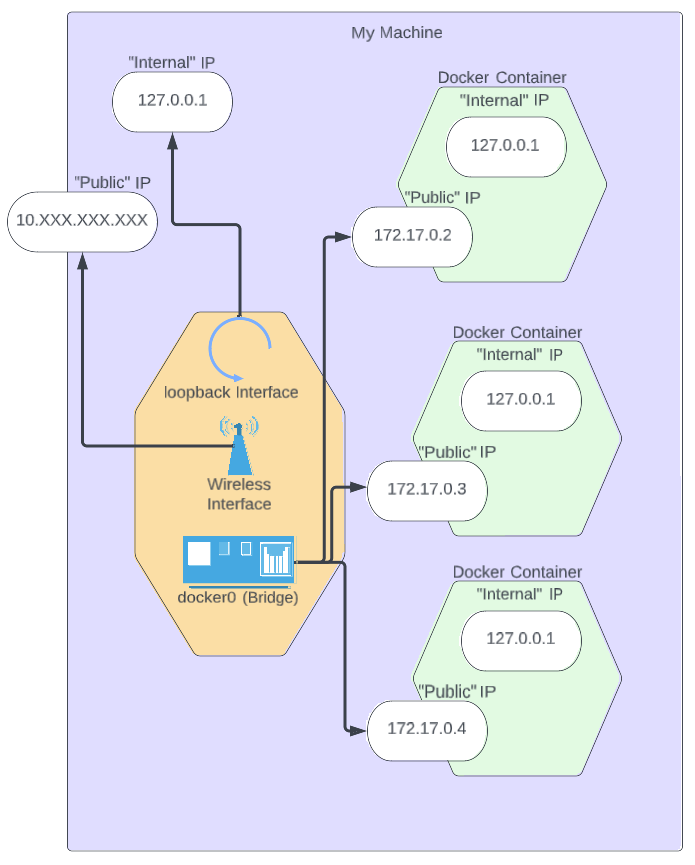 My Machine
"Internal" IP
127.0.0.1
"Public" IP
10.XXX.XXX.XXX
loopback Interface
Wireless
Interface
docker0 (Bridge)
Docker Container
"Internal" IP
127.0.0.1
"Public" IP
172.17.0.2
Docker Container
"Internal" IP
127.0.0.1
"Public" IP
172.17.0.3
Docker Container
"Internal" IP
127.0.0.1
"Public" IP
172.17.0.4